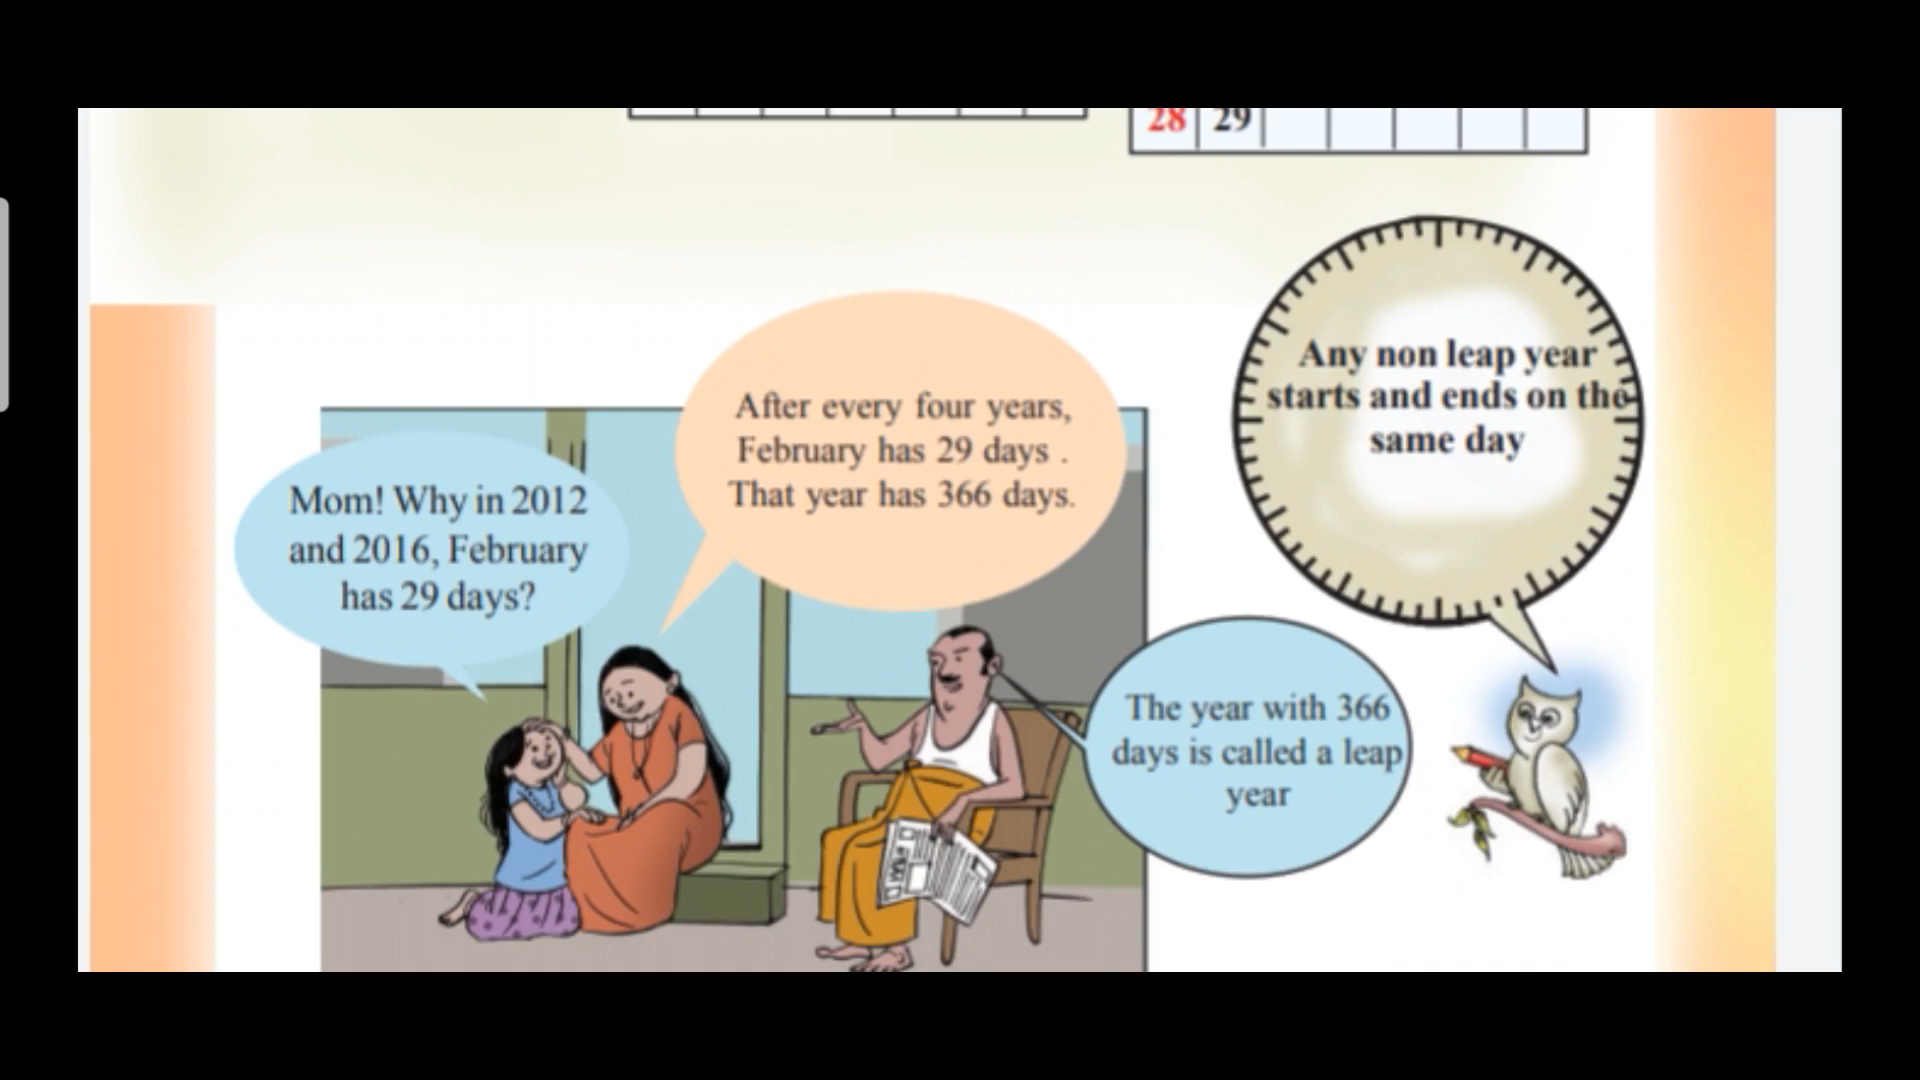 28 29
Any non leap year
starts and ends on the
same day
After every four years,
February has 29 days .
That year has 366 days.
Mom! Why in 2012
and 2016, February
has 29 days?
The year with 366
days is called a leap
year